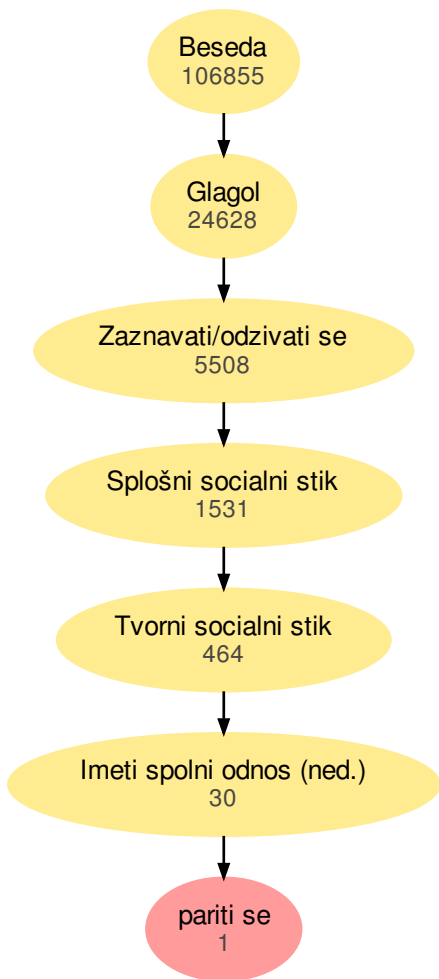 Beseda
106855
Glagol
24628
Zaznavati/odzivati se
5508
Splošni socialni stik
1531
Tvorni socialni stik
464
Imeti spolni odnos (ned.)
30
pariti se
1